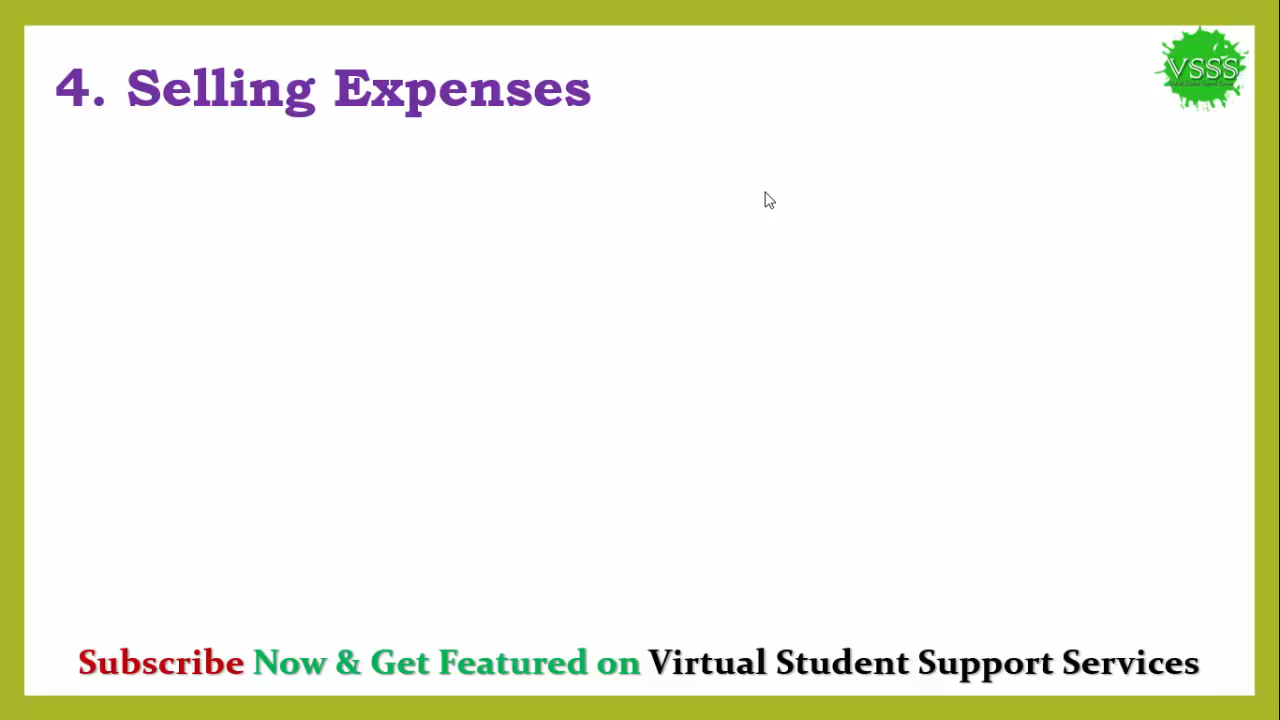 4. Selling Expenses
VSSS
Subscribe Now & Get Featured on Virtual Student Support Services